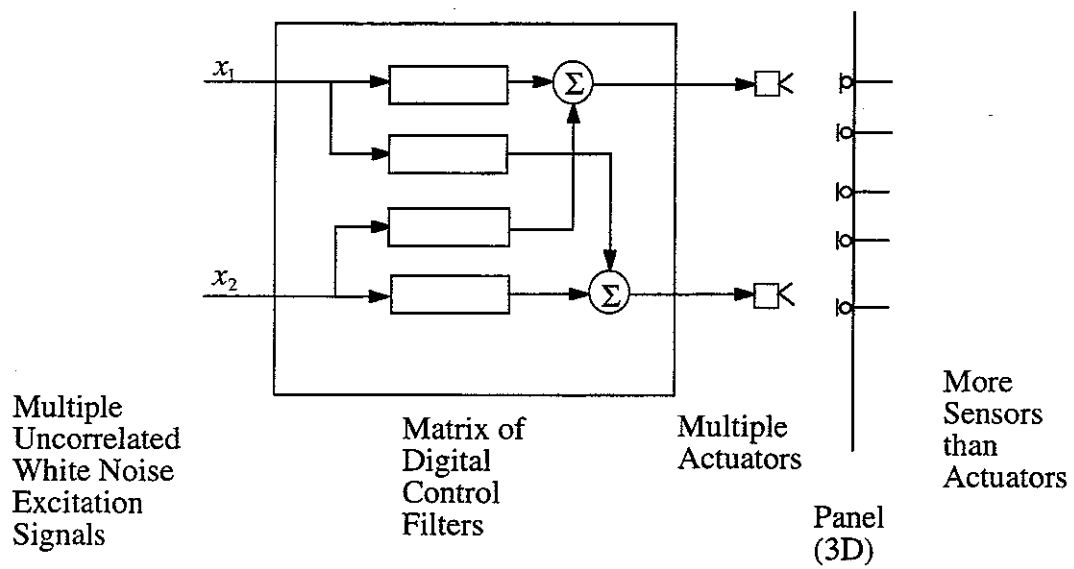 x1
Σ
x2
Σ
Multiple
Uncorrelated
White Noise
Excitation
Signals
Matrix of
Digital
Control
Filters
Multiple
Actuators
Panel
(3D)
More
Sensors
than
Actuators